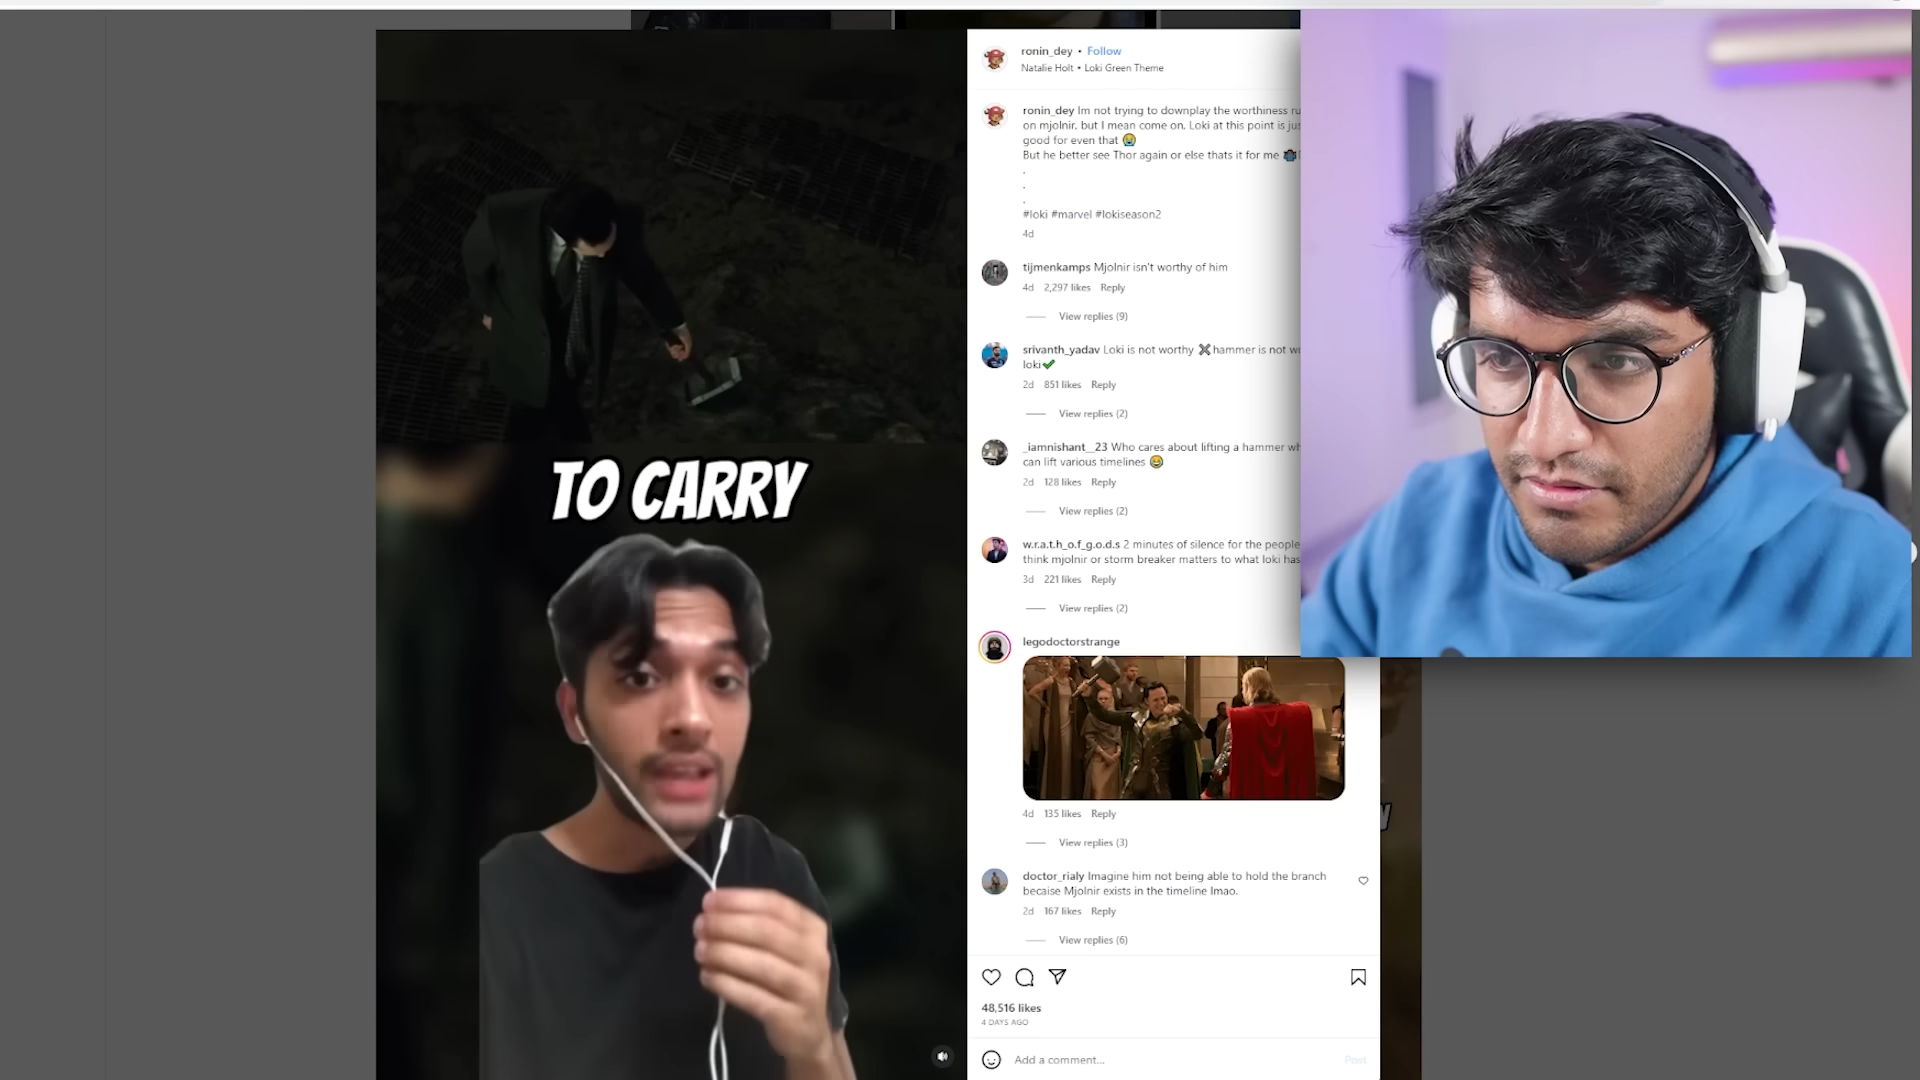 ronin_dey • Follow
Natalie Holt • Loki Green Theme
ronin_dey Im not trying to downplay the worthiness
on mjolnir, but I mean come on. Loki at this point is
good for even that 😭
But he better see Thor again or else thats it for me
.
.
.
#loki #marvel #lokiseason2
4d
tijmenkamps Mjolnir isn't worthy of him
4d 2,297 likes Reply
View replies (9)
srivanth_yadav Loki is not worthy ❌hammer is not
loki✔
2d 851 likes Reply
View replies (2)
_iamnishant__23 Who cares about lifting a hammer
can lift various timelines 😂
2d 128 likes Reply
View replies (2)
w.r.a.t.h_o_f_g.o.d.s 2 minutes of silence for the people
think mjolnir or storm breaker matters to what loki has
3d 221 likes Reply
View replies (2)
legodoctorstrange
4d 135 likes Reply
View replies (3)
doctor_rialy Imagine him not being able to hold the branch
becaise Mjolnir exists in the timeline lmao.
2d 167 likes Reply
View replies (6)
48,516 likes
4 DAYS AGO
Add a comment...
Post
TO CARRY